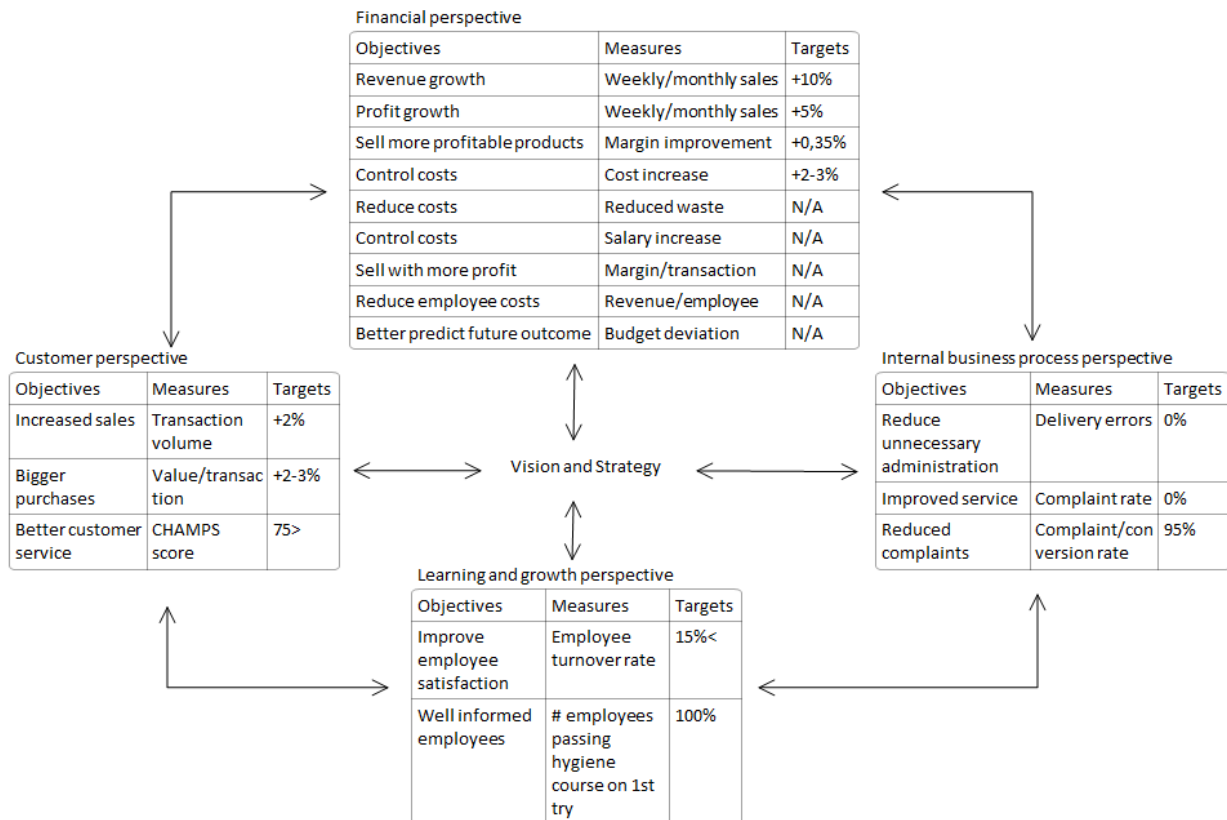 Financial perspective
Objectives Measures Targets
Revenue growth Weekly/monthly sales +10%
Profit growth Weekly/monthly sales +5%
Sell more profitable products Margin improvement +0,35%
Control costs Cost increase +2-3%
Reduce costs Reduced waste N/A
Control costs Salary increase N/A
Sell with more profit Margin/transaction N/A
Reduce employee costs Revenue/employee N/A
Better predict future outcome Budget deviation N/A
Customer perspective
Objectives Measures Targets
Increased sales Transaction +2%
volume
Bigger Value/transac +2-3%
purchases tion
Better customer CHAMPS 75>
service score
Vision and Strategy
Internal business process perspective
Objectives Measures Targets
Reduce Delivery errors 0%
unnecessary
administration
Improved service Complaint rate 0%
Reduced Complaint/con 95%
complaints version rate
Learning and growth perspective
Objectives Measures Targets
Improve Employee 15%<
employee turnover rate
satisfaction
Well informed # employees 100%
employees passing
hygiene
course on 1st
try